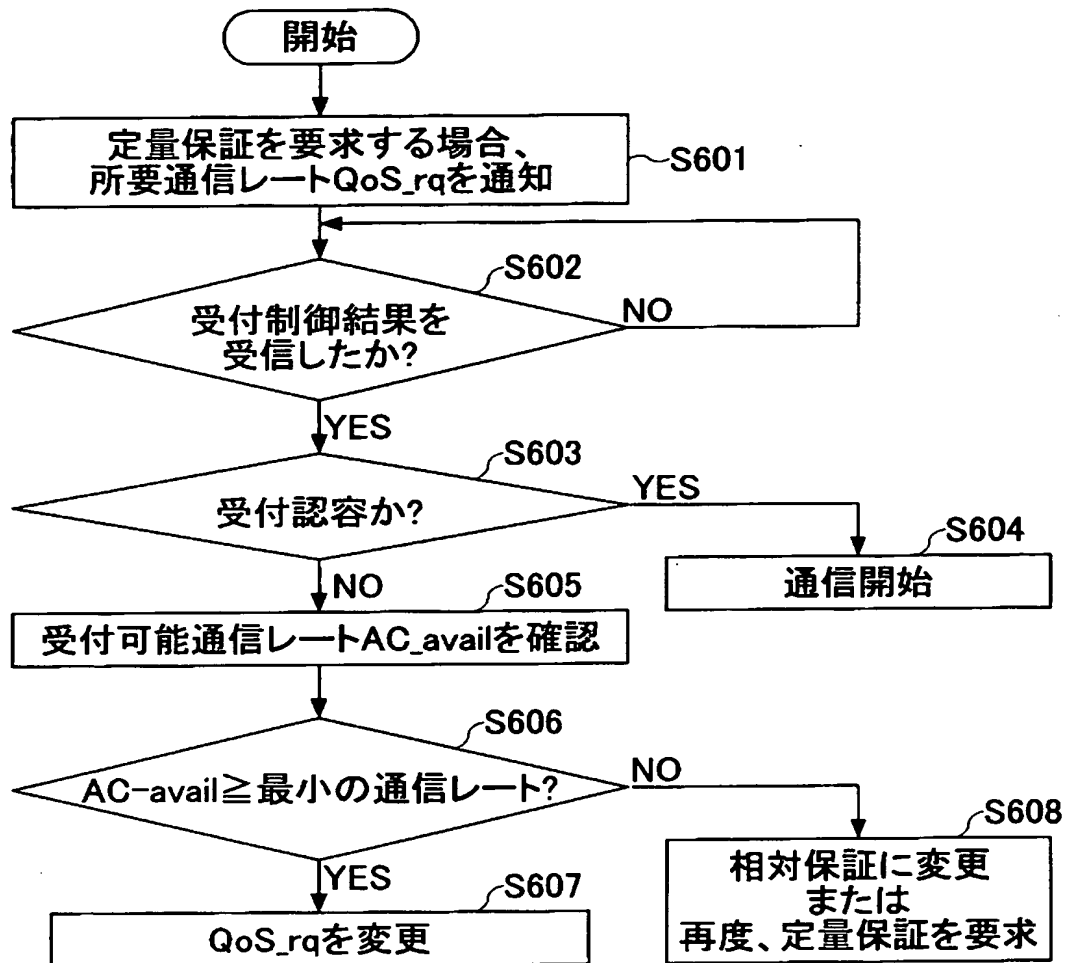 開始
定量保証を要求する場合、
所要通信レートQoS_rqを通知
S601
S602
受付制御結果を
受信したか?
NO
YES
S603
受付認容か?
YES
S604
通信開始
NO
S605
受付可能通信レートAC_availを確認
S606
AC-avail≧最小の通信レート?
NO
S608
相対保証に変更
または
再度、定量保証を要求
YES
S607
QoS_rqを変更